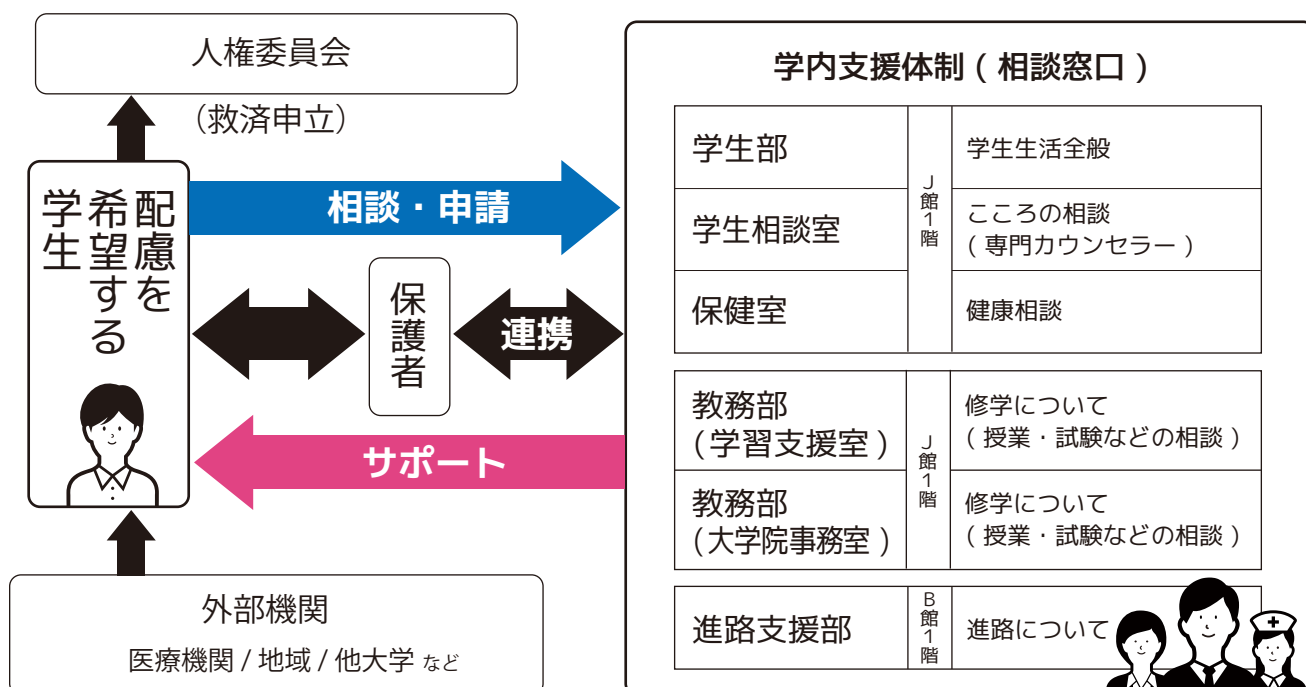 人権委員会
（救済申立）
配慮を
希望する
学生
相談・申請
保護者
連携
サポート
外部機関
医療機関 / 地域 / 他大学 など
学内支援体制 ( 相談窓口 )
学生部
J館1階
学生生活全般
学生相談室
こころの相談
( 専門カウンセラー )
保健室
健康相談
教務部
( 学習支援室 )
J館1階
修学について
( 授業・試験などの相談 )
教務部
( 大学院事務室 )
修学について
( 授業・試験などの相談 )
進路支援部
B館1階
進路について